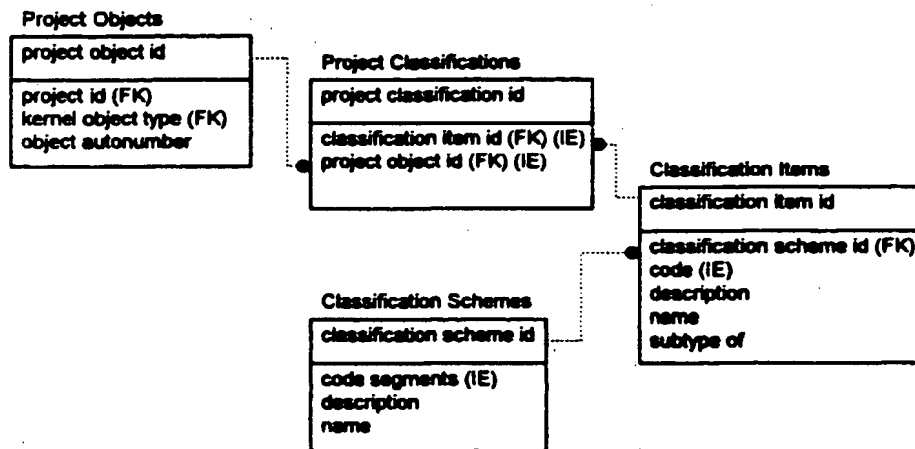 Project Objects
project object id
project id (FK)
kernel object type (FK)
object autonumber
Project Classifications
project classification id
classification item id (FK) (IE)
project object id (FK) (IE)
Classification Items
classification item id
classification scheme id (FK)
code (IE)
description
name
subtype of
Classification Schemes
classification scheme id
code segments (IE)
description
name